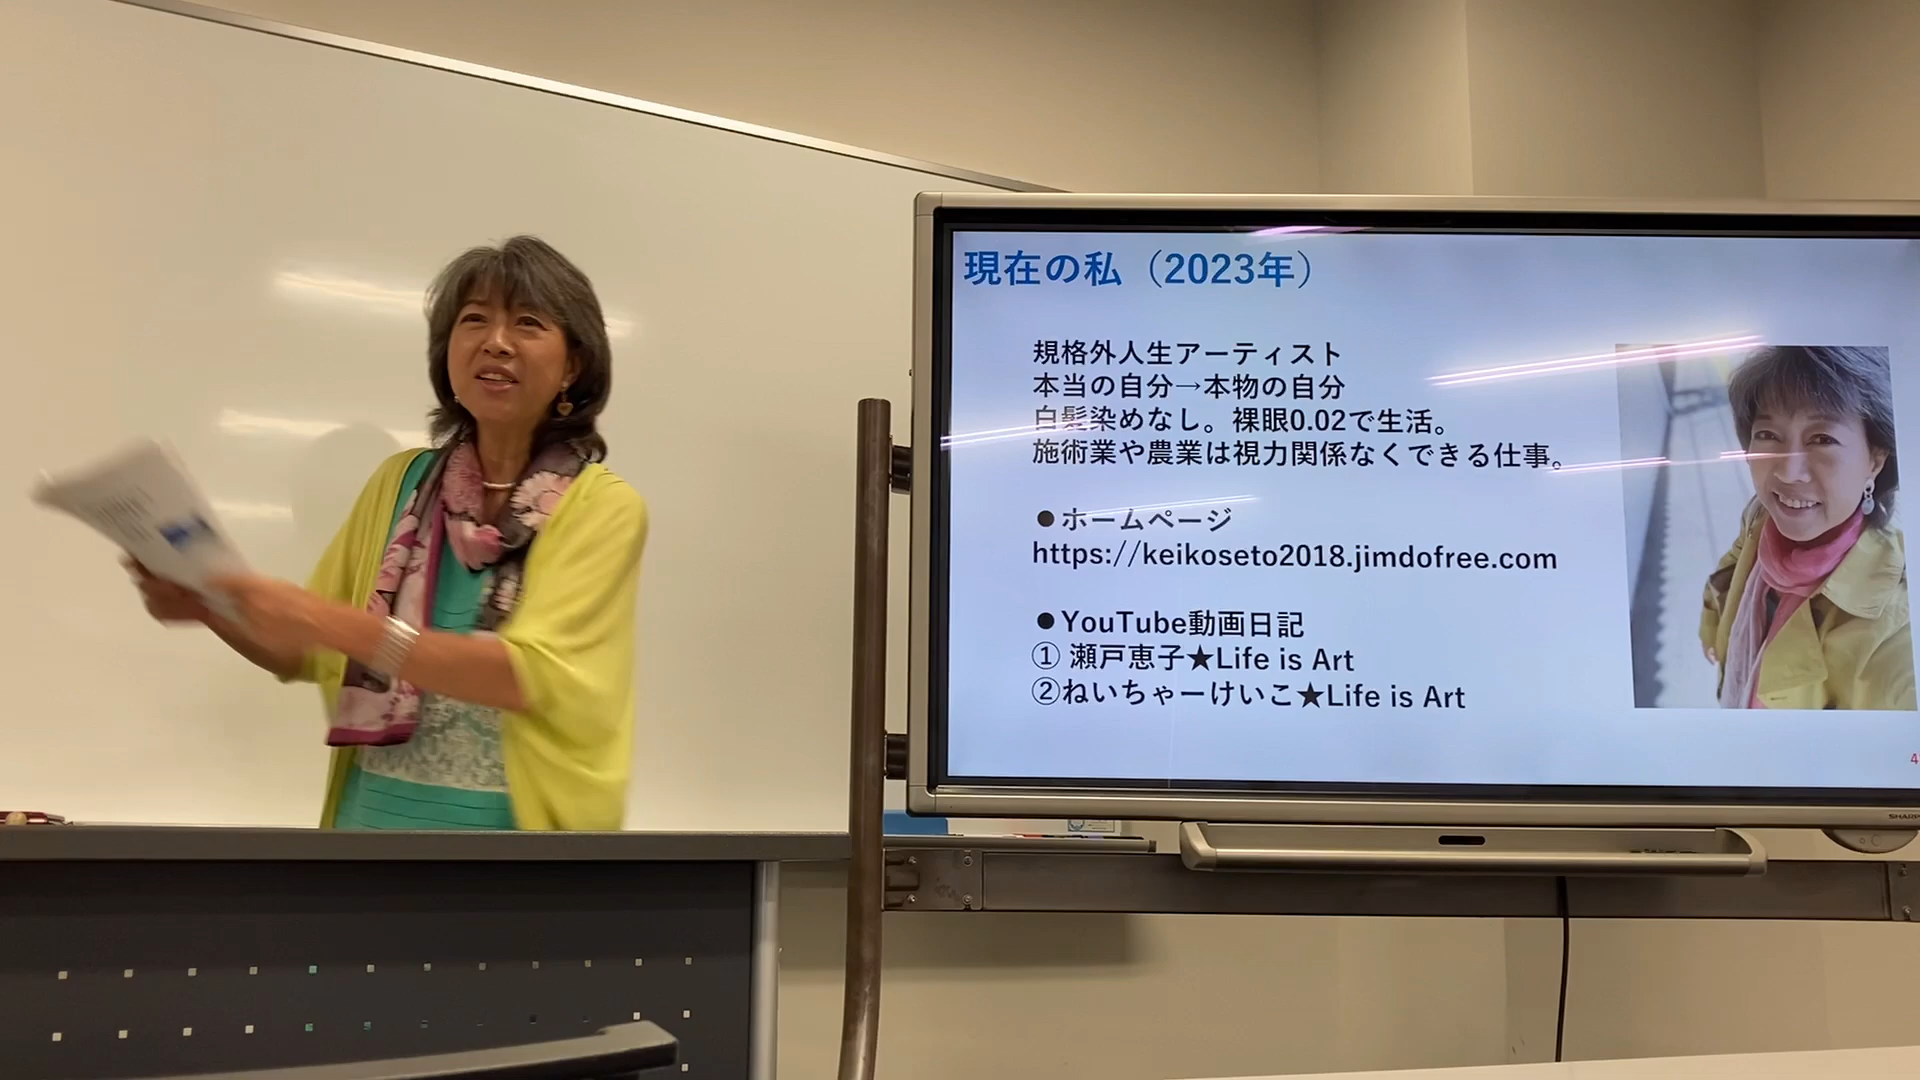 現在の私（2023年）
規格外人生アーティスト
本当の自分→本物の自分
白髪染めなし。裸眼0.02で生活。
施術業や農業は視力関係なくできる仕事。
●ホームページ
https://keikoseto2018.jimdofree.com
●YouTube動画日記
① 瀬戸恵子★Life is Art
②ねいちゃーけいこ★Life is Art
4
SHARP